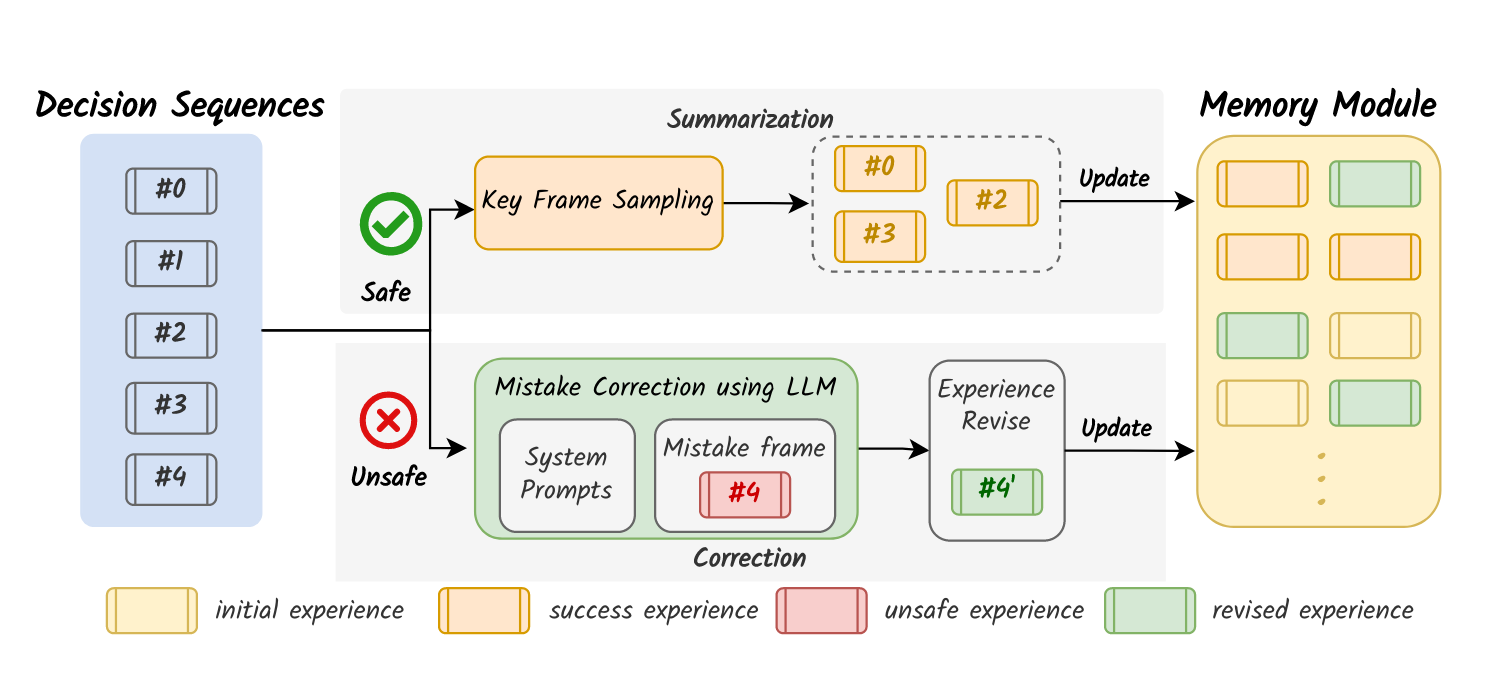 Decision Sequences
#0
#1
#2
#3
#4
Safe
Unsafe
Summarization
Key Frame Sampling
#0
#2
#3
Update
Mistake Correction using LLM
System
Prompts
Mistake frame
#4
Correction
Experience
Revise
#4'
Update
Memory Module
initial experience
success experience
unsafe experience
revised experience